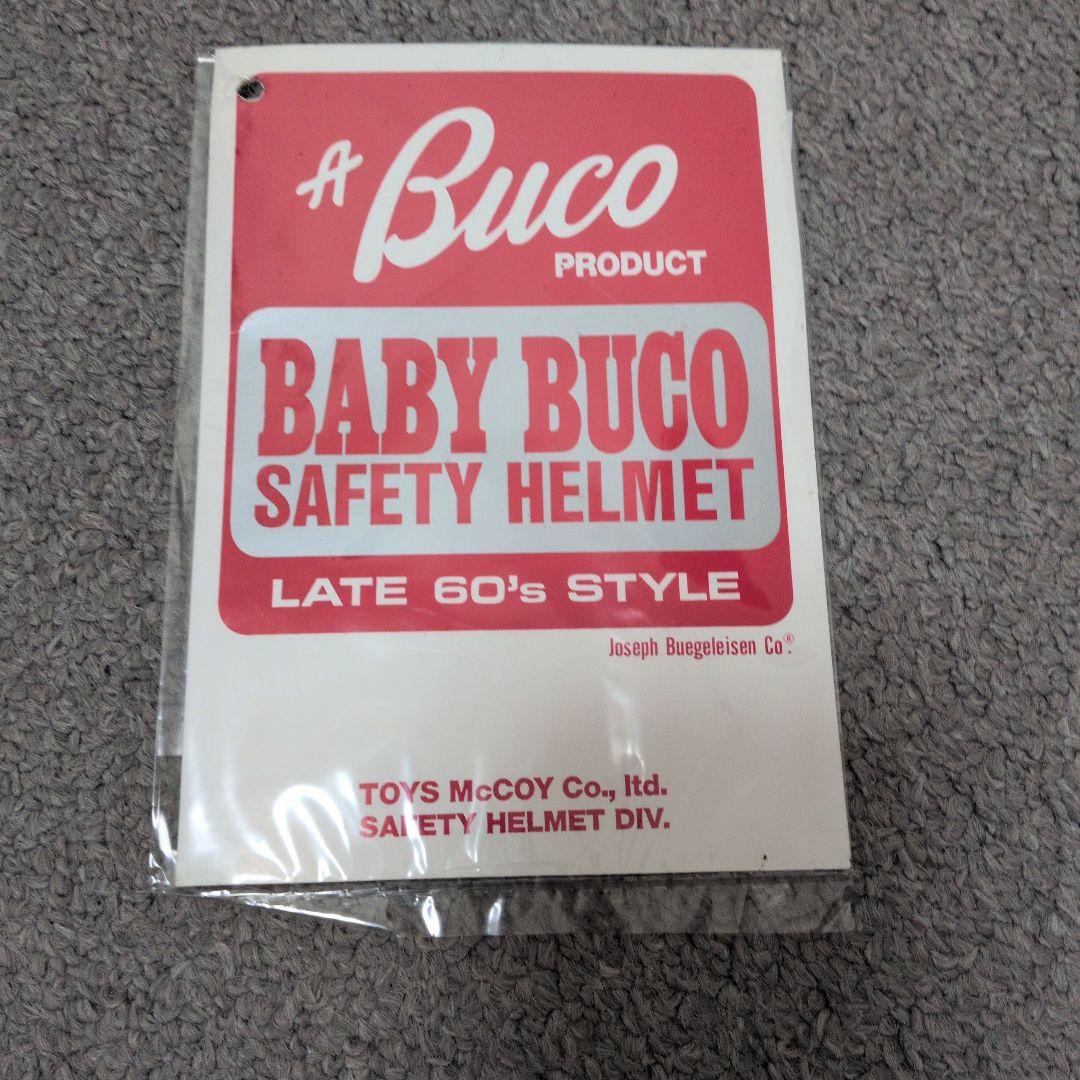 A Buco
PRODUCT
BABY BUCO
SAFETY HELMET
LATE 60's STYLE
Joseph Buegeleisen Co.®
TOYS McCOY Co., ltd.
SAFETY HELMET DIV.